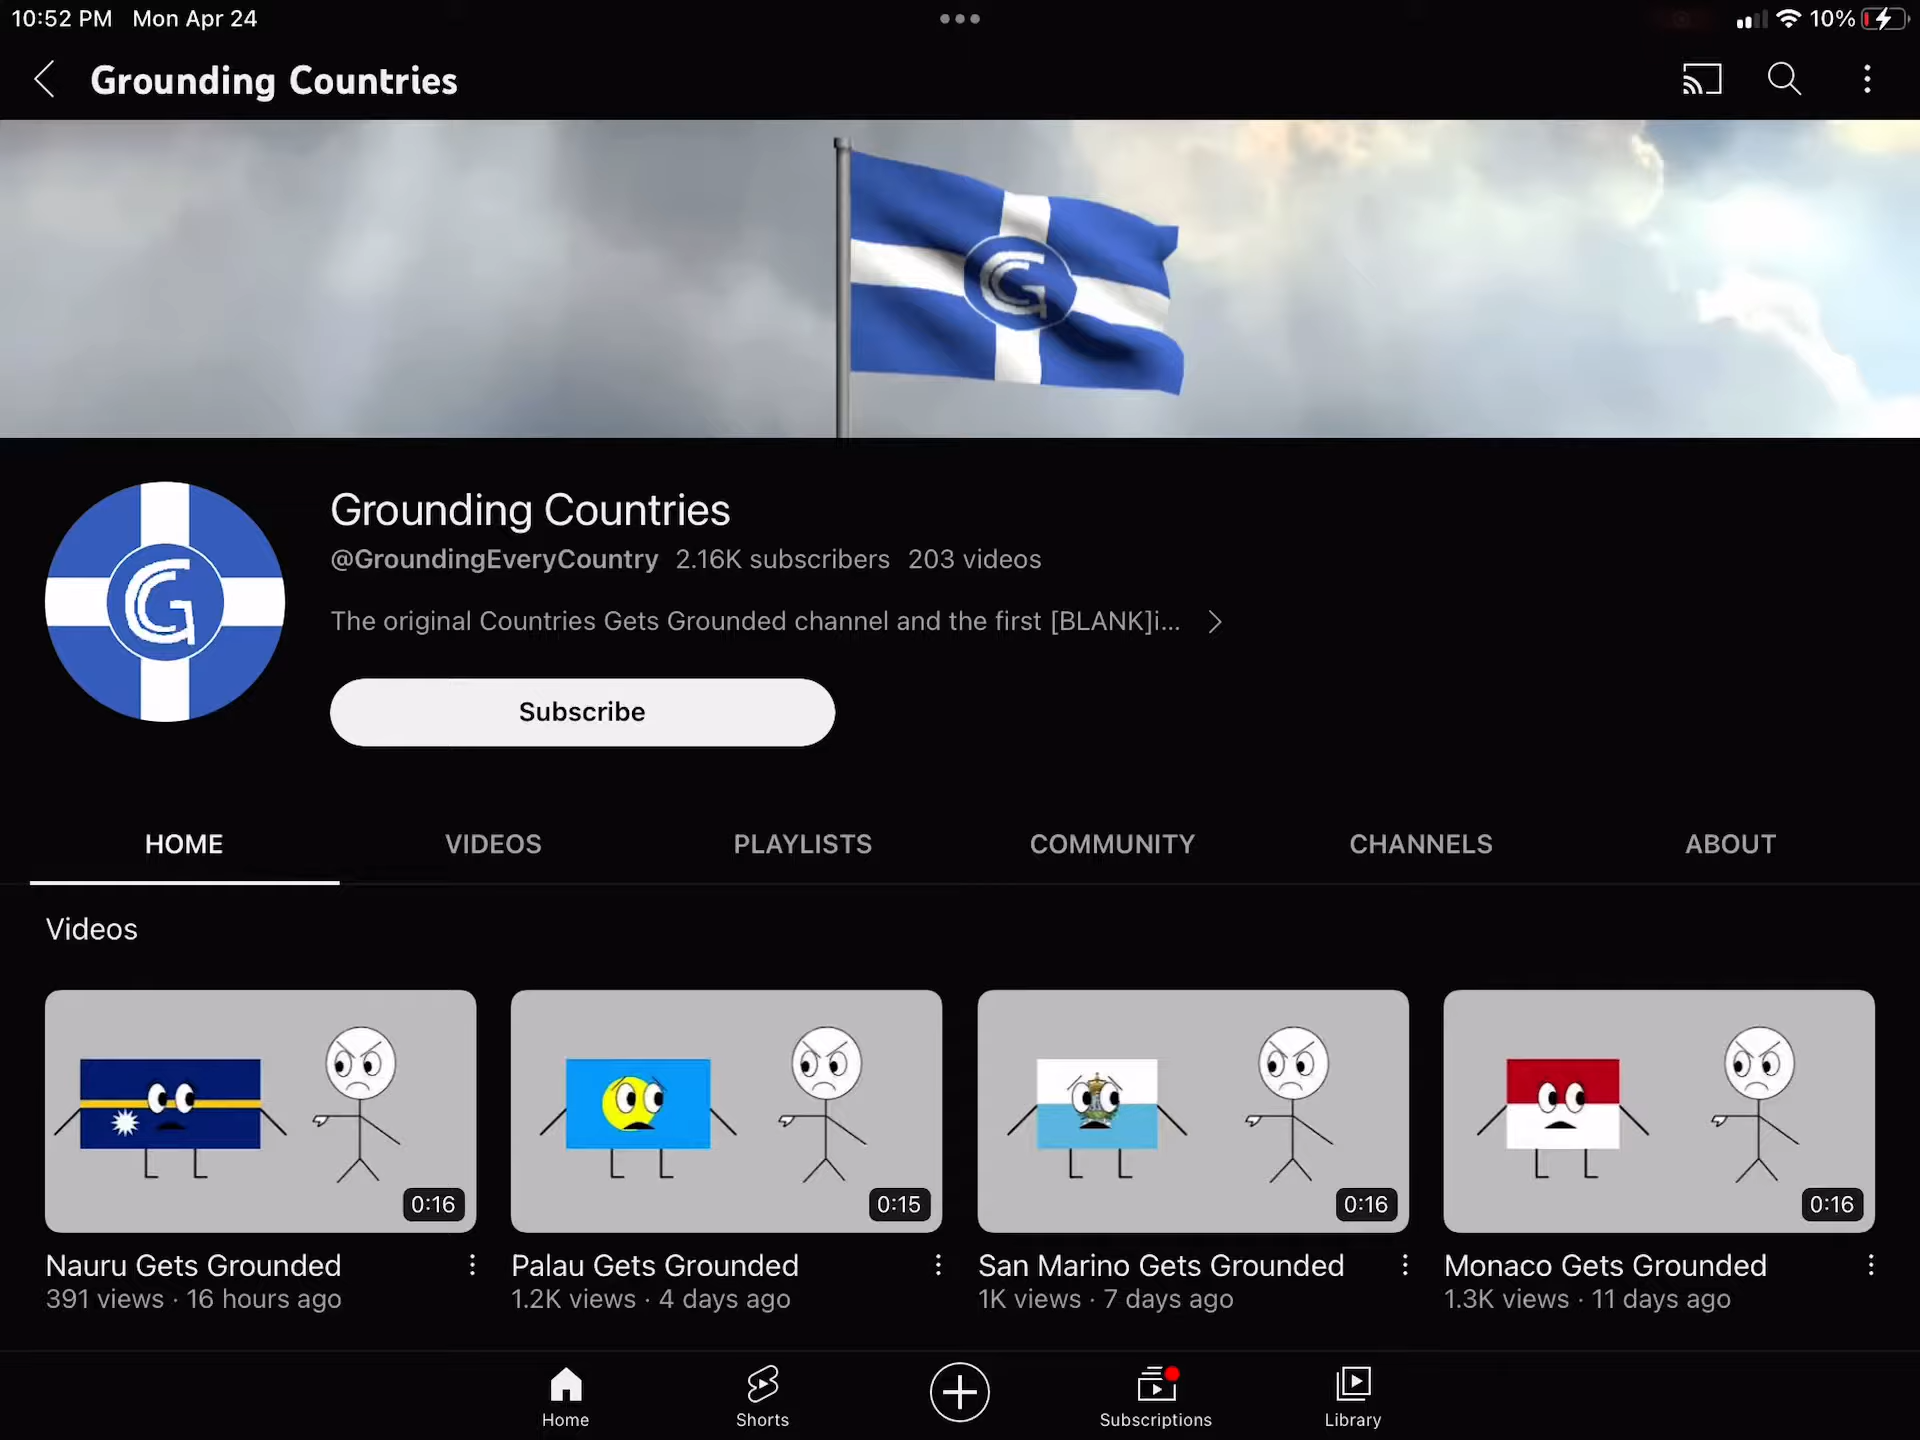 10:52 PM Mon Apr 24
10%
Grounding Countries
G
Grounding Countries
@GroundingEveryCountry 2.16K subscribers 203 videos
The original Countries Gets Grounded channel and the first [BLANK]i...
G
Subscribe
HOME VIDEOS PLAYLISTS COMMUNITY CHANNELS ABOUT
Videos
0:16 0:15 0:16 0:16
Nauru Gets Grounded Palau Gets Grounded San Marino Gets Grounded Monaco Gets Grounded
391 views · 16 hours ago 1.2K views · 4 days ago 1K views · 7 days ago 1.3K views · 11 days ago
Home Shorts Subscriptions Library